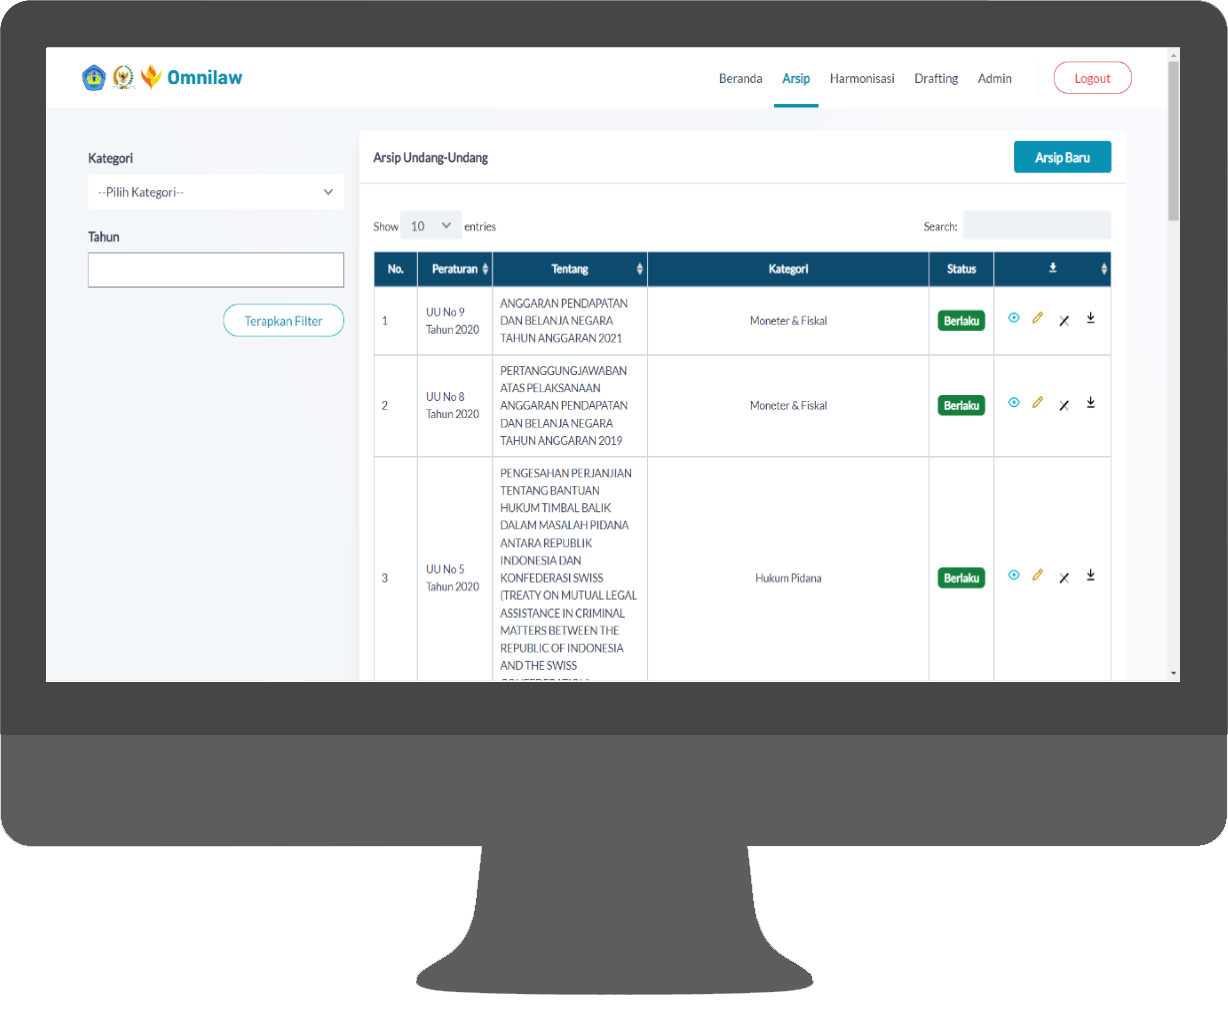 Omnilaw
Beranda
Arsip
Harmonisasi
Drafting
Admin
Logout
Kategori
--Pilih Kategori--
Tahun
Terapkan Filter
Arsip Undang-Undang
Arsip Baru
Show 10 entries
Search:
No. Peraturan Tentang Kategori Status
1
UU No 9
Tahun 2020
ANGGARAN PENDAPATAN
DAN BELANJA NEGARA
TAHUN ANGGARAN 2021
Moneter & Fiskal
Berlaku
2
UU No 8
Tahun 2020
PERTANGGUNGJAWABAN
ATAS PELAKSANAAN
ANGGARAN PENDAPATAN
DAN BELANJA NEGARA
TAHUN ANGGARAN 2019
Moneter & Fiskal
Berlaku
3
UU No 5
Tahun 2020
PENGESAHAN PERJANJIAN
TENTANG BANTUAN
HUKUM TIMBAL BALIK
DALAM MASALAH PIDANA
ANTARA REPUBLIK
INDONESIA DAN
KONFEDERASI SWISS
(TREATY ON MUTUAL LEGAL
ASSISTANCE IN CRIMINAL
MATTERS BETWEEN THE
REPUBLIC OF INDONESIA
AND THE SWISS
Hukum Pidana
Berlaku